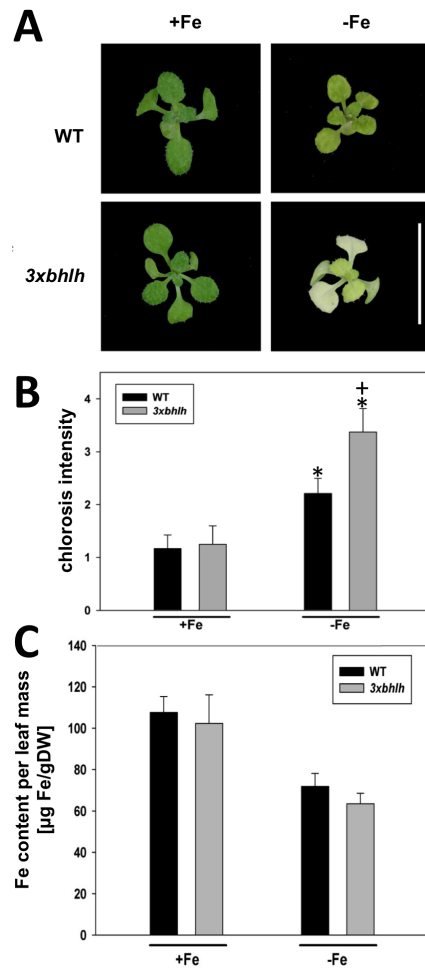 A
+Fe
-Fe
WT
3xbhlh
B
chlorosis intensity
4
3
2
1
0
WT
3xbhlh
*
+
*
+Fe
-Fe
C
Fe content per leaf mass
[µg Fe/gDW]
140
120
100
80
60
40
20
0
WT
3xbhlh
+Fe
-Fe